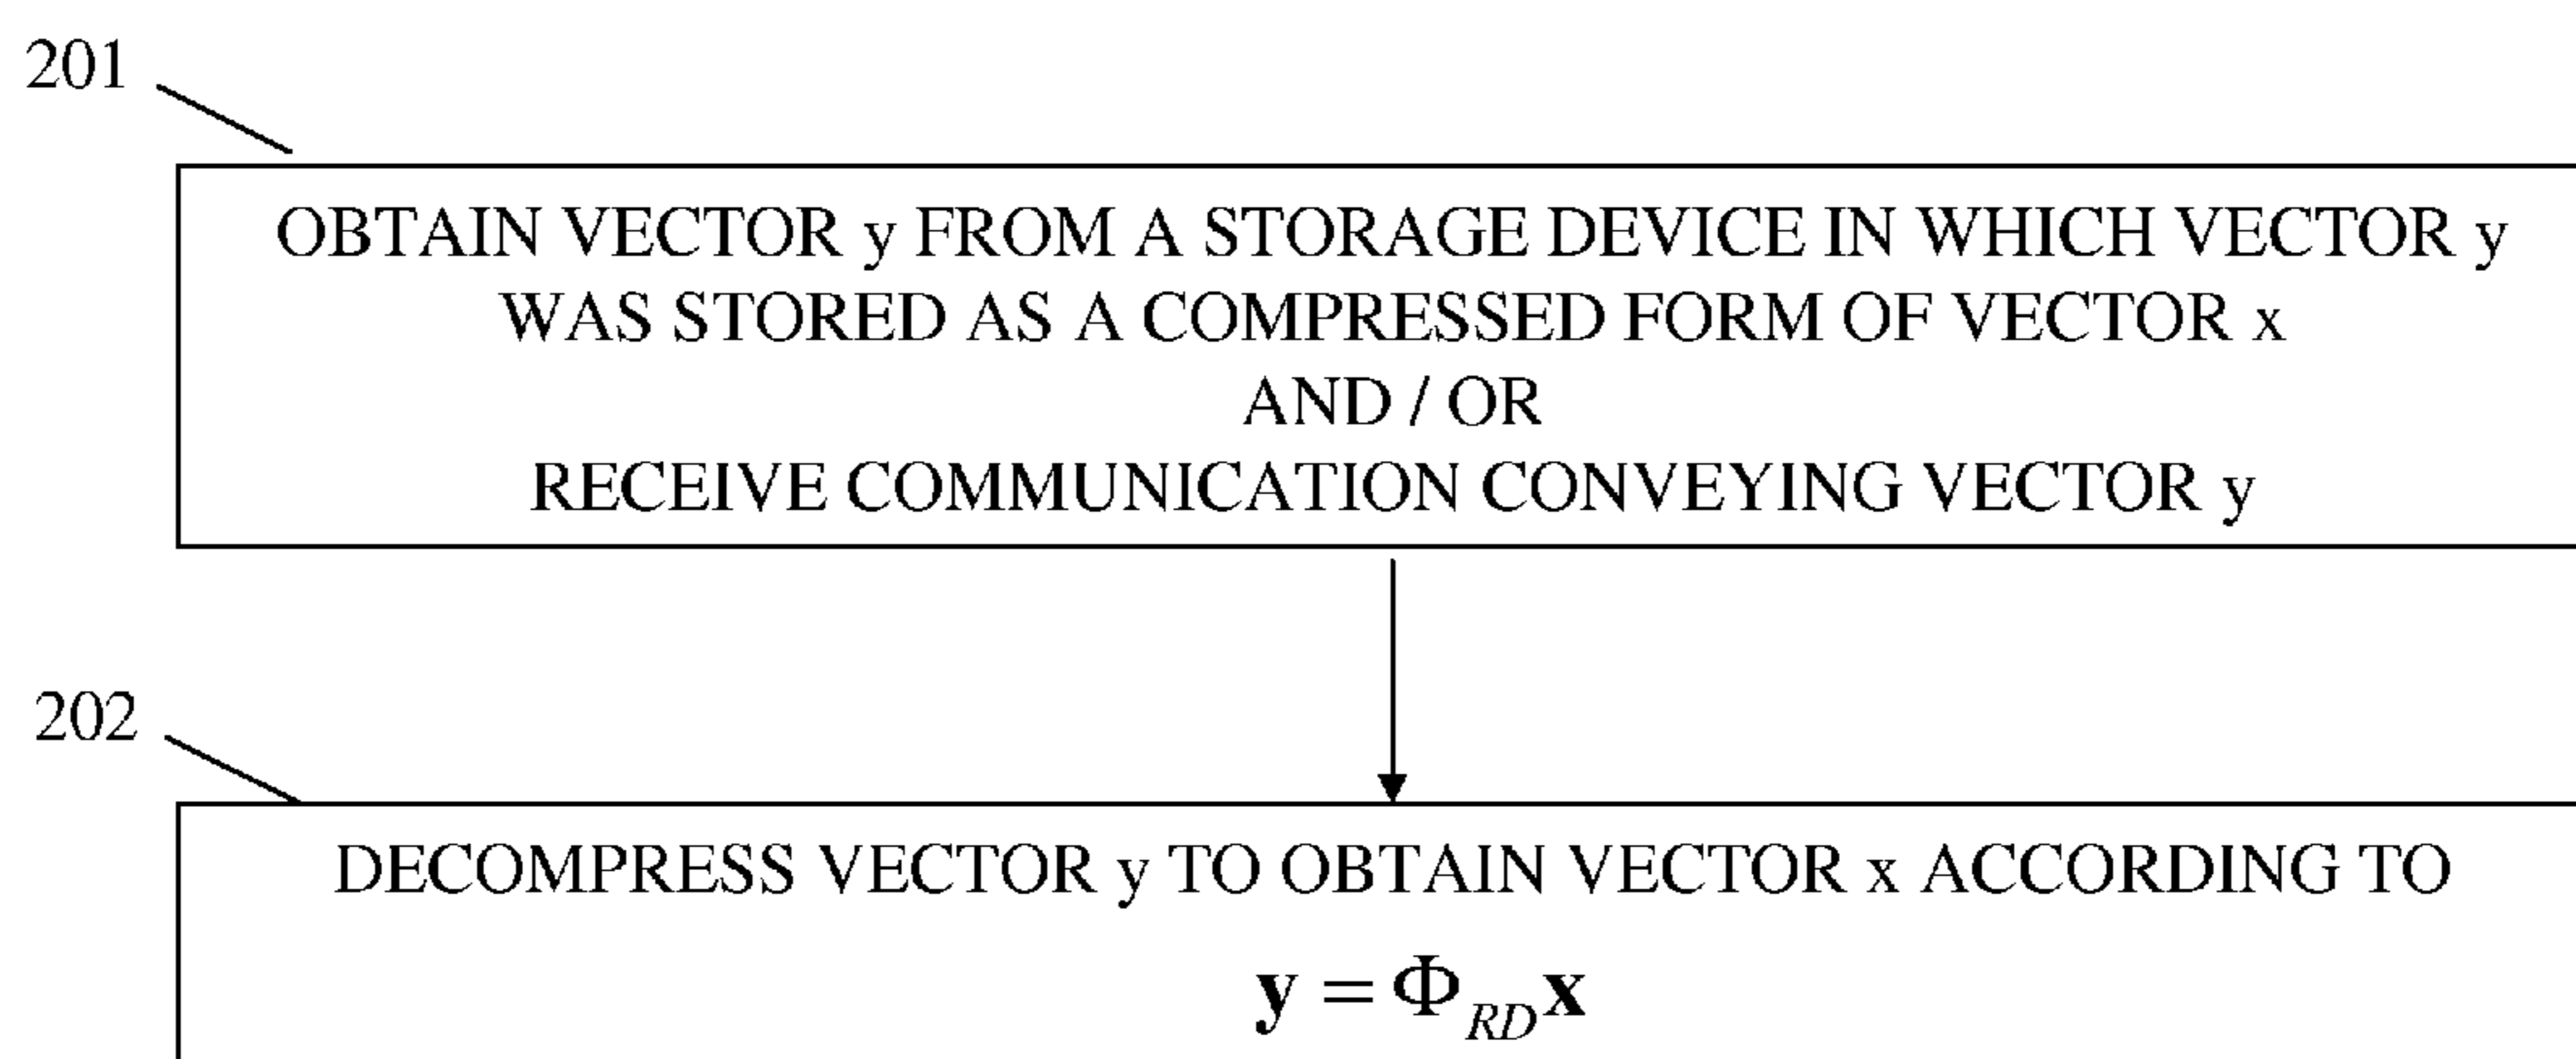 201
OBTAIN VECTOR y FROM A STORAGE DEVICE IN WHICH VECTOR y
WAS STORED AS A COMPRESSED FORM OF VECTOR x
AND / OR
RECEIVE COMMUNICATION CONVEYING VECTOR y
202
DECOMPRESS VECTOR y TO OBTAIN VECTOR x ACCORDING TO
y = Φ_RD x